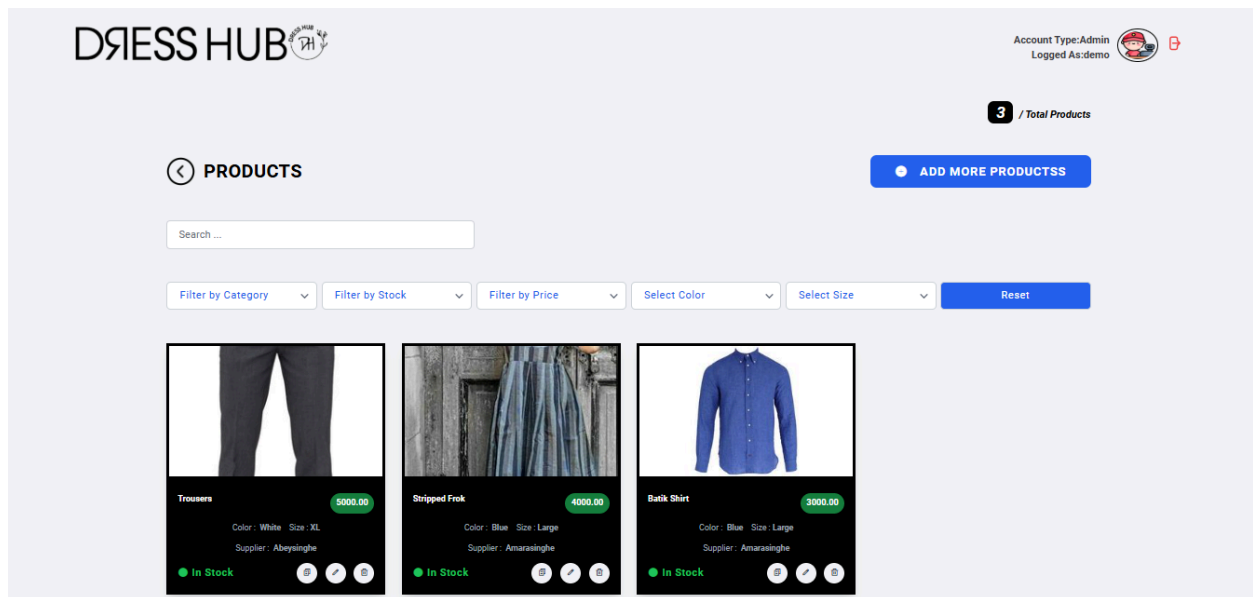 DRESS HUB
DRESS HUB
DH
Account Type:Admin
Logged As:demo
3 / Total Products
PRODUCTS
ADD MORE PRODUCTSS
Search ...
Filter by Category
Filter by Stock
Filter by Price
Select Color
Select Size
Reset
Trousers
5000.00
Color : White Size : XL
Supplier : Abeysinghe
In Stock
Stripped Frok
4000.00
Color : Blue Size : Large
Supplier : Amarasinghe
In Stock
Batik Shirt
3000.00
Color : Blue Size : Large
Supplier : Amarasinghe
In Stock